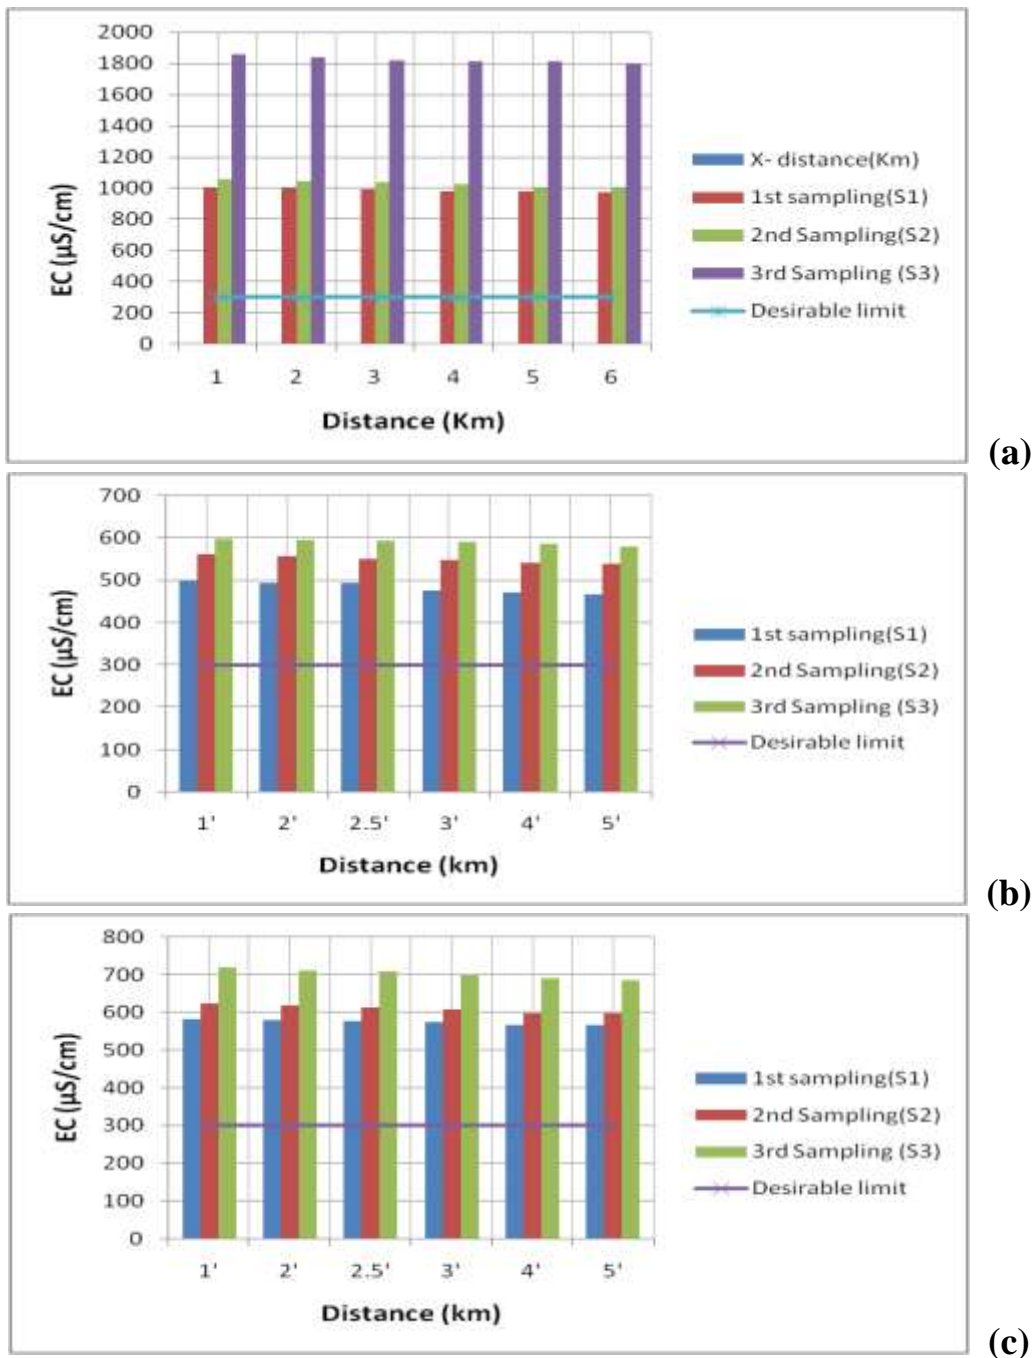 2000
1800
1600
1400
1200
1000
800
600
400
200
0
EC (µS/cm)
1 2 3 4 5 6
Distance (Km)
X- distance(Km)
1st sampling(S1)
2nd Sampling(S2)
3rd Sampling (S3)
Desirable limit
(a)
700
600
500
400
300
200
100
0
EC (µS/cm)
1' 2' 2.5' 3' 4' 5'
Distance (km)
1st sampling(S1)
2nd Sampling(S2)
3rd Sampling (S3)
Desirable limit
(b)
800
700
600
500
400
300
200
100
0
EC (µS/cm)
1' 2' 2.5' 3' 4' 5'
Distance (km)
1st sampling(S1)
2nd Sampling(S2)
3rd Sampling (S3)
Desirable limit
(c)